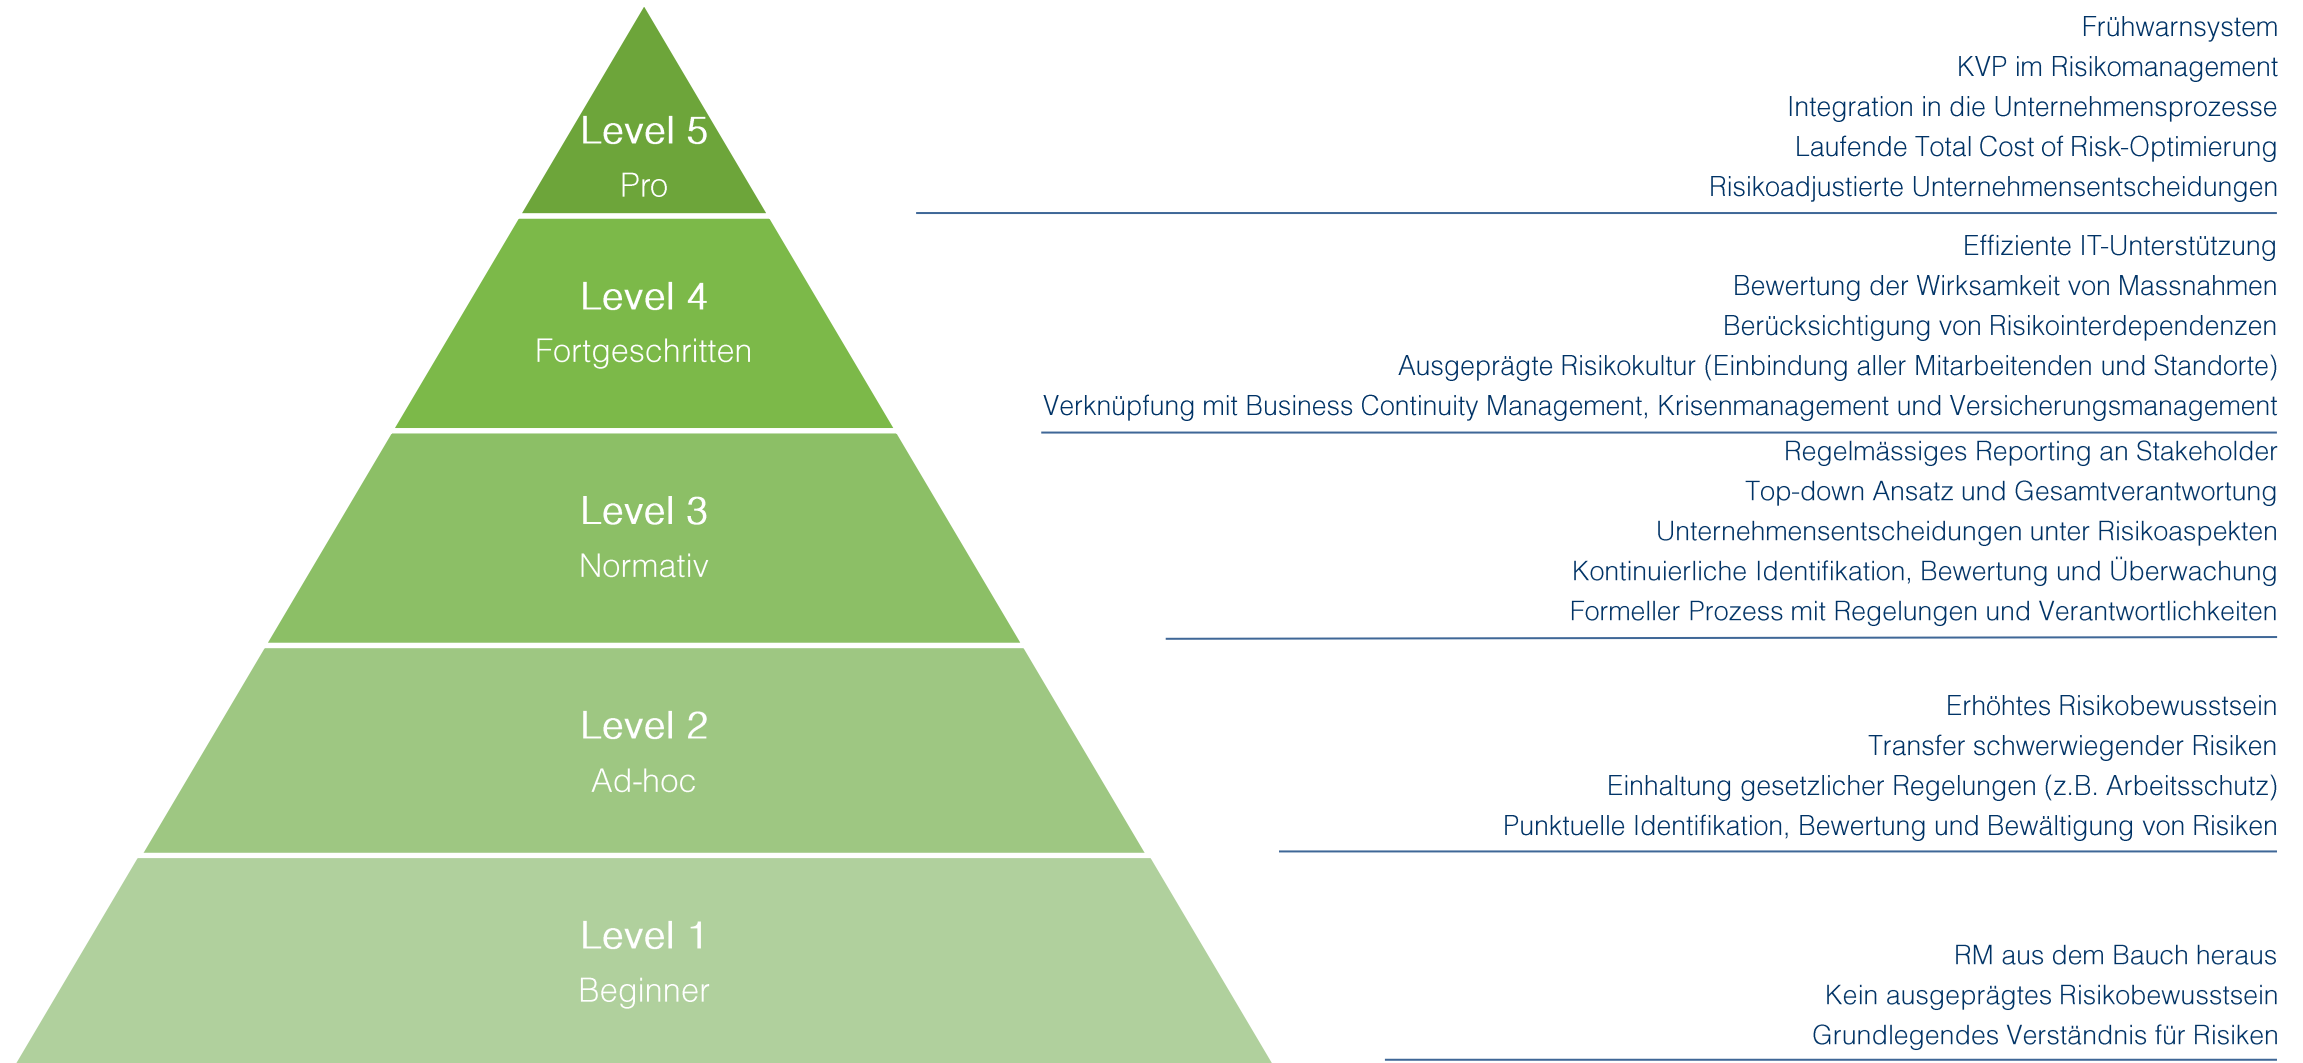 Level 5
Pro
Frühwarnsystem
KVP im Risikomanagement
Integration in die Unternehmensprozesse
Laufende Total Cost of Risk-Optimierung
Risikoadjustierte Unternehmensentscheidungen
Level 4
Fortgeschritten
Effiziente IT-Unterstützung
Bewertung der Wirksamkeit von Massnahmen
Berücksichtigung von Risikointerdependenzen
Ausgeprägte Risikokultur (Einbindung aller Mitarbeitenden und Standorte)
Verknüpfung mit Business Continuity Management, Krisenmanagement und Versicherungsmanagement
Level 3
Normativ
Regelmässiges Reporting an Stakeholder
Top-down Ansatz und Gesamtverantwortung
Unternehmensentscheidungen unter Risikoaspekten
Kontinuierliche Identifikation, Bewertung und Überwachung
Formeller Prozess mit Regelungen und Verantwortlichkeiten
Level 2
Ad-hoc
Erhöhtes Risikobewusstsein
Transfer schwerwiegender Risiken
Einhaltung gesetzlicher Regelungen (z.B. Arbeitsschutz)
Punktuelle Identifikation, Bewertung und Bewältigung von Risiken
Level 1
Beginner
RM aus dem Bauch heraus
Kein ausgeprägtes Risikobewusstsein
Grundlegendes Verständnis für Risiken